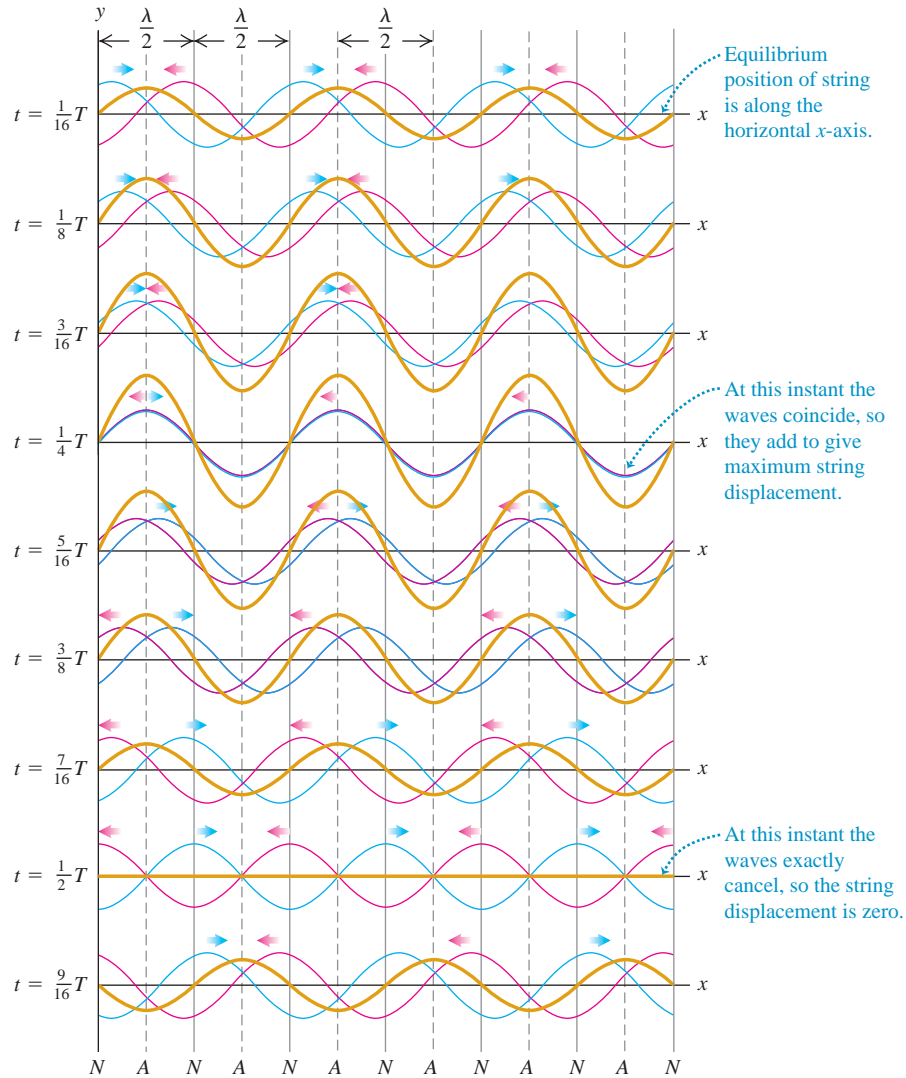 y
λ/2 λ/2 λ/2
t = 1/16 T x
Equilibrium
position of string
is along the
horizontal x-axis.
t = 1/8 T x
t = 3/16 T x
t = 1/4 T x
At this instant the
waves coincide, so
they add to give
maximum string
displacement.
t = 5/16 T x
t = 3/8 T x
t = 7/16 T x
t = 1/2 T x
At this instant the
waves exactly
cancel, so the string
displacement is zero.
t = 9/16 T x
N A N A N A N A N A N A N